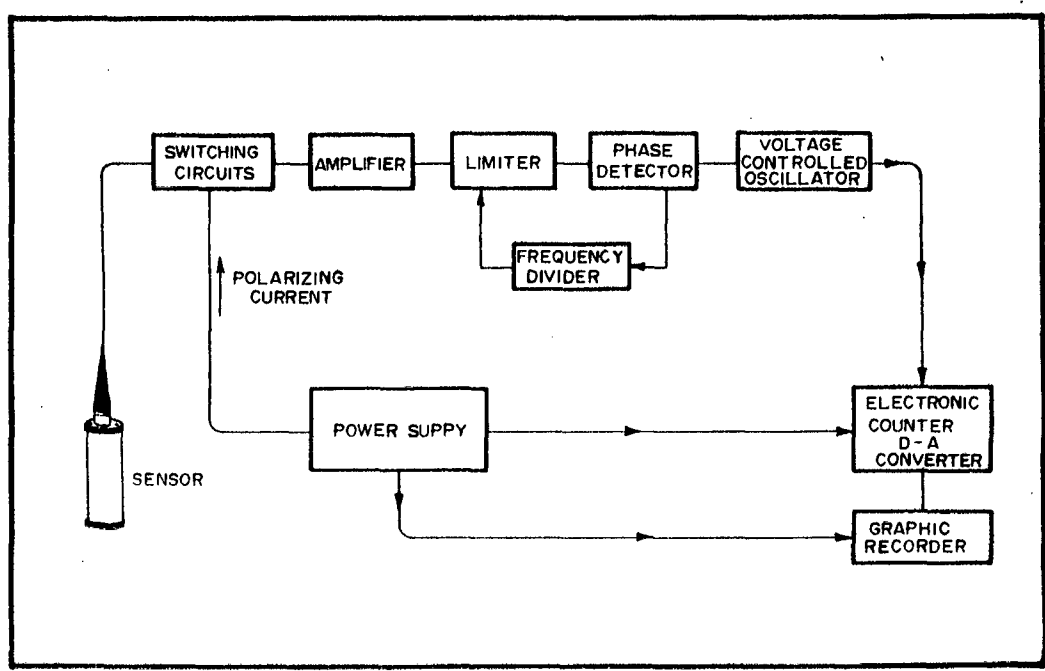 SWITCHING
CIRCUITS
AMPLIFIER
LIMITER
PHASE
DETECTOR
VOLTAGE
CONTROLLED
OSCILLATOR
FREQUENCY
DIVIDER
POLARIZING
CURRENT
POWER SUPPY
ELECTRONIC
COUNTER
D-A
CONVERTER
SENSOR
GRAPHIC
RECORDER